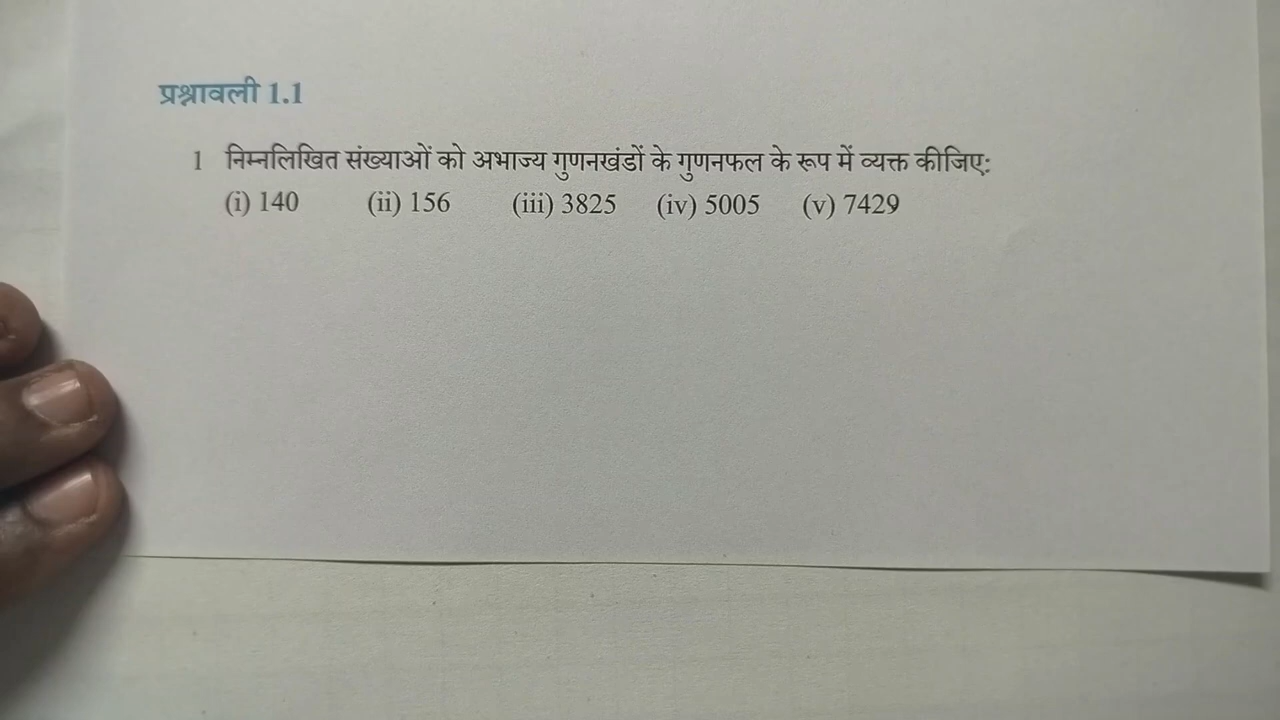 प्रश्नावली 1.1
1 निम्नलिखित संख्याओं को अभाज्य गुणनखंडों के गुणनफल के रूप में व्यक्त कीजिए:
(i) 140 (ii) 156 (iii) 3825 (iv) 5005 (v) 7429